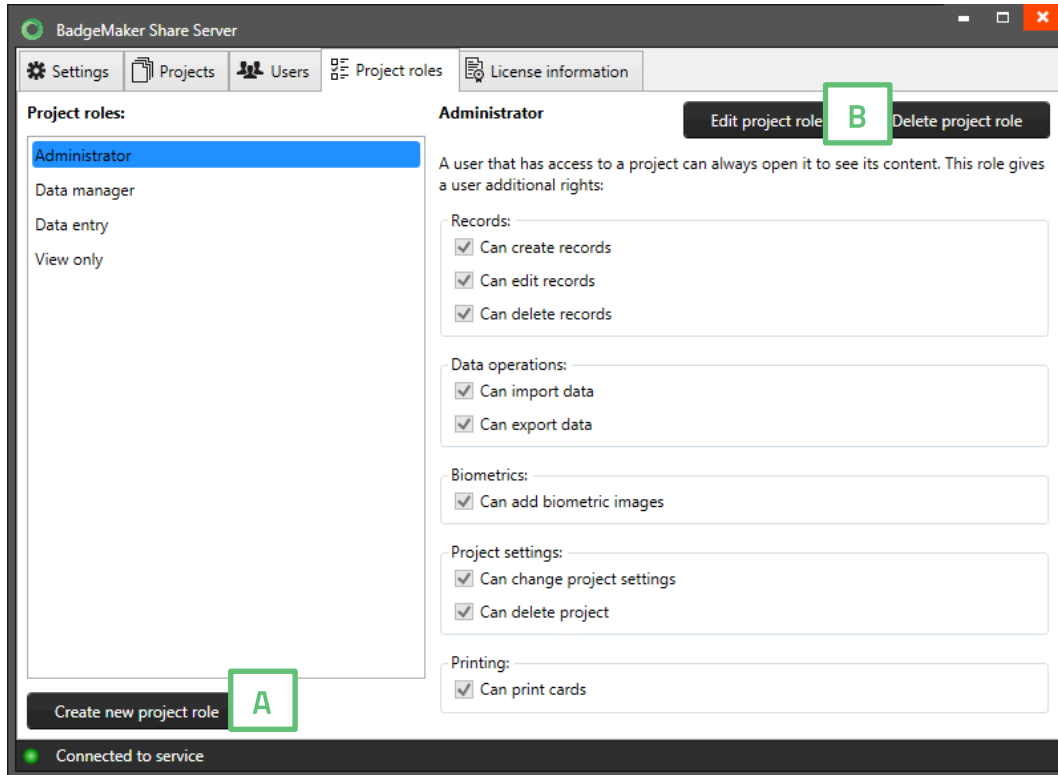 BadgeMaker Share Server
Settings
Projects
Users
Project roles
License information
Project roles:
Administrator
Data manager
Data entry
View only
Create new project role
A
Administrator
Edit project role
B
Delete project role
A user that has access to a project can always open it to see its content. This role gives
a user additional rights:
Records:
Can create records
Can edit records
Can delete records
Data operations:
Can import data
Can export data
Biometrics:
Can add biometric images
Project settings:
Can change project settings
Can delete project
Printing:
Can print cards
Connected to service